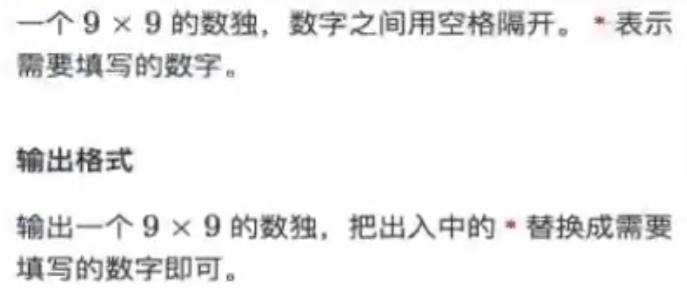 一个 9 × 9 的数独，数字之间用空格隔开。 * 表示
需要填写的数字。
输出格式
输出一个 9 × 9 的数独，把出入中的 * 替换成需要
填写的数字即可。